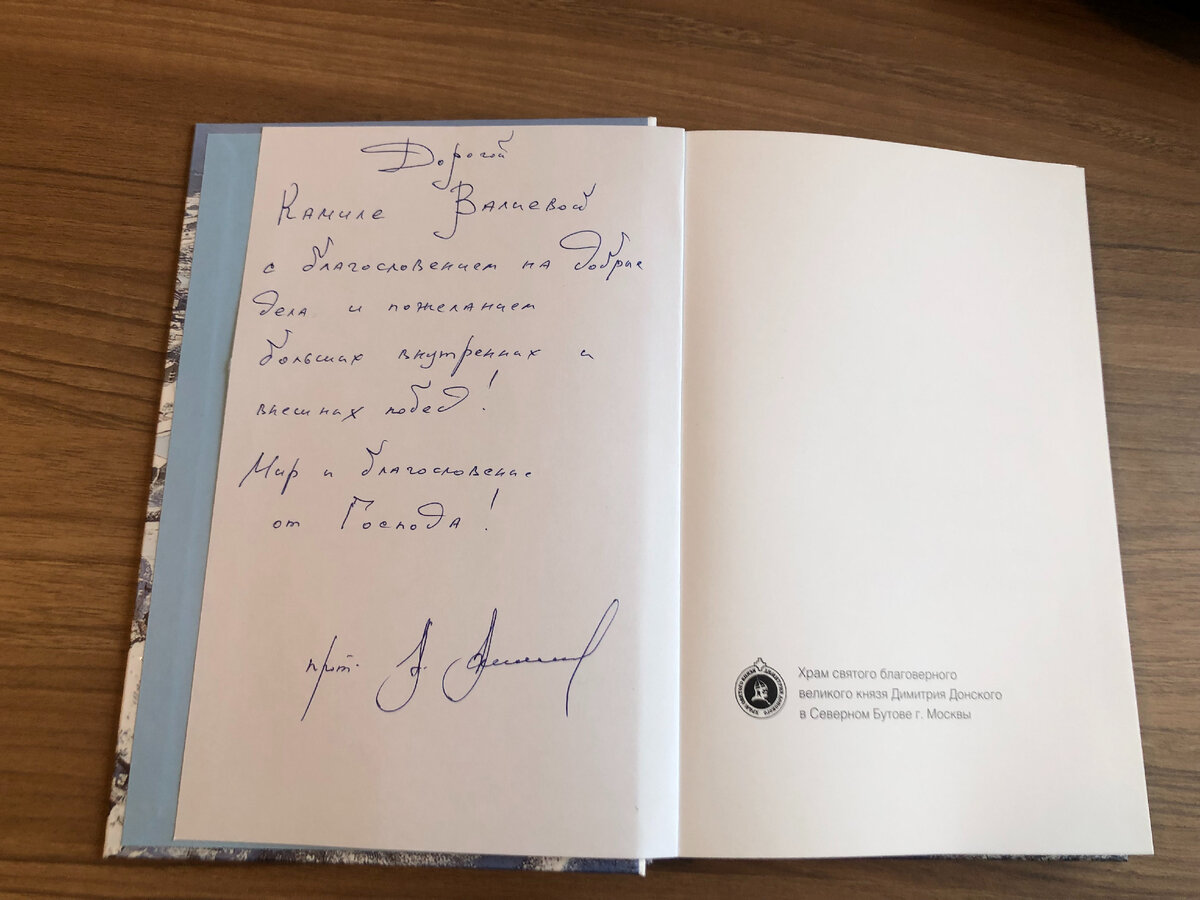 Дорогой
Камиле Валиевой
с благословением на добрые
дела и пожеланием
больших внутренних и
внешних побед!
Мир и благословение
от Господа!
прот. А.
Храм святого благоверного
великого князя Димитрия Донского
в Северном Бутове г. Москвы